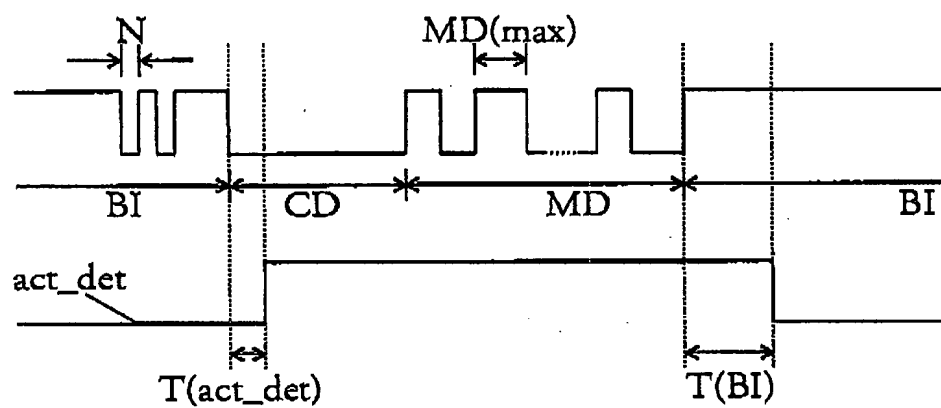 N
MD(max)
BI
CD
MD
BI
act_det
T(act_det)
T(BI)